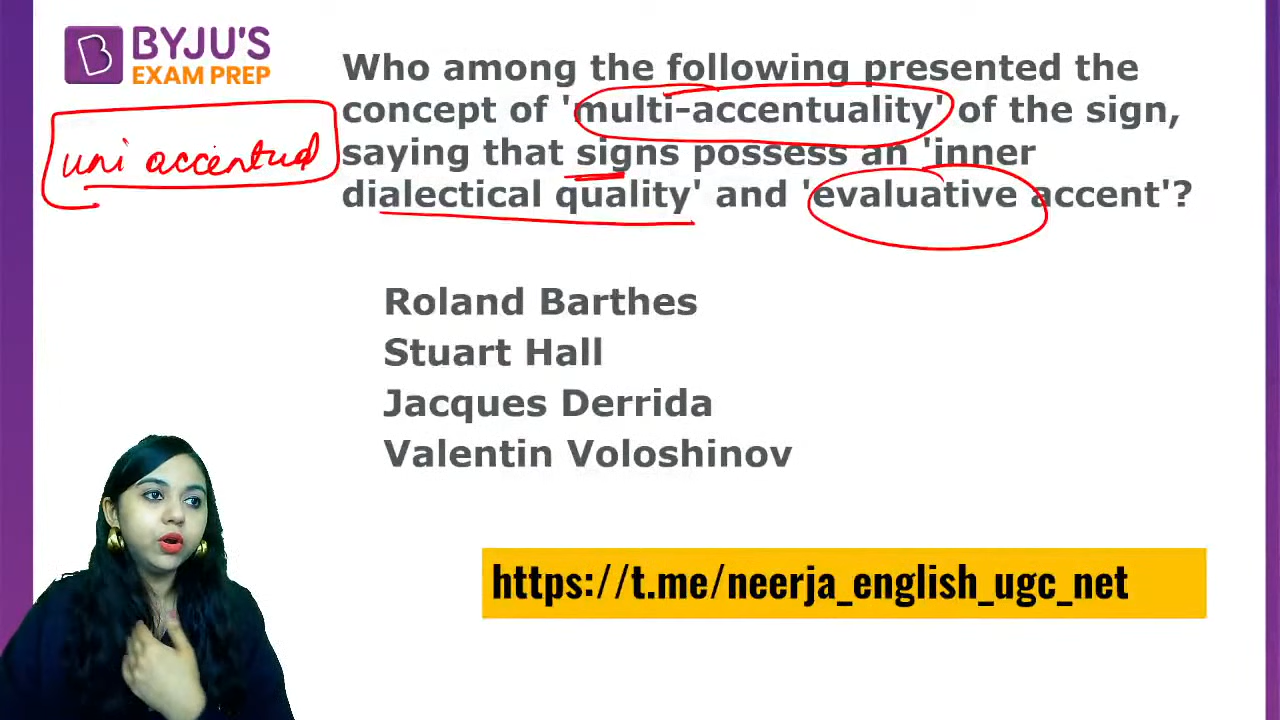 BYJU'S
EXAM PREP
Who among the following presented the
concept of 'multi-accentuality' of the sign,
uni accentual
saying that signs possess an 'inner
dialectical quality' and 'evaluative accent'?
Roland Barthes
Stuart Hall
Jacques Derrida
Valentin Voloshinov
https://t.me/neerja_english_ugc_net